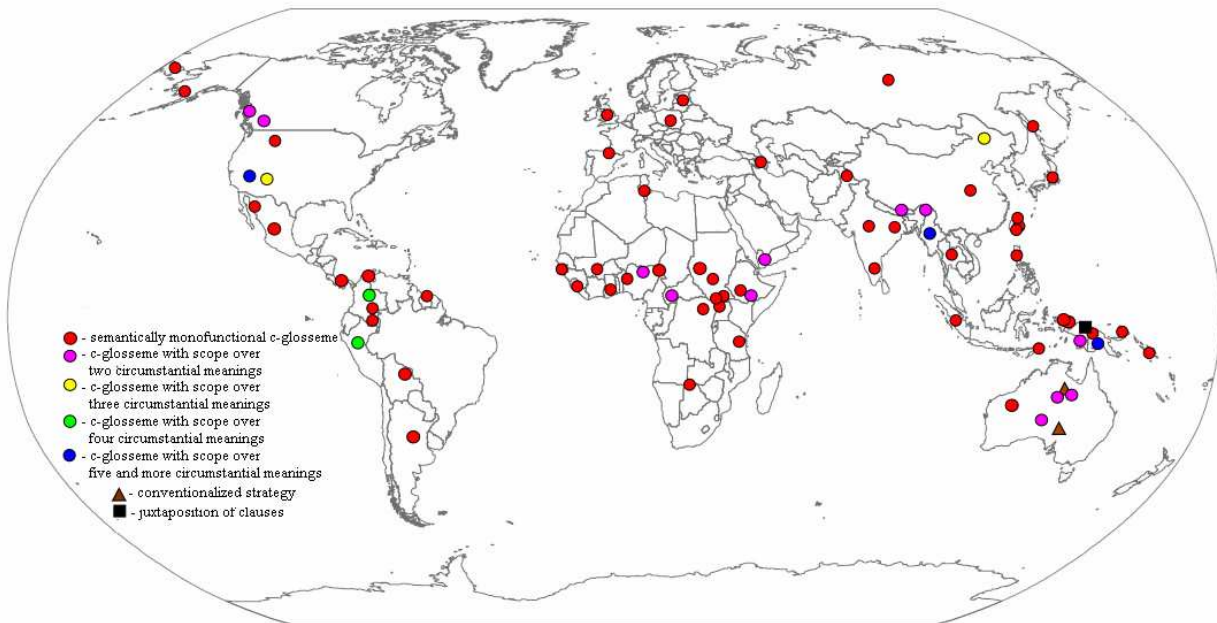 - semantically monofunctional c-glosseme
- c-glosseme with scope over
two circumstantial meanings
- c-glosseme with scope over
three circumstantial meanings
- c-glosseme with scope over
four circumstantial meanings
- c-glosseme with scope over
five and more circumstantial meanings
- conventionalized strategy
- juxtaposition of clauses